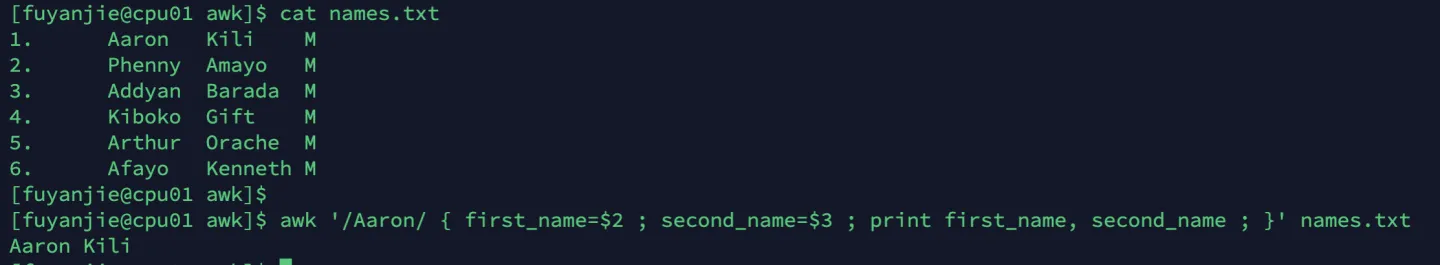 [fuyanjie@cpu01 awk]$ cat names.txt
1.      Aaron   Kili    M
2.      Phenny  Amayo   M
3.      Addyan  Barada  M
4.      Kiboko  Gift    M
5.      Arthur  Orache  M
6.      Afayo   Kenneth M
[fuyanjie@cpu01 awk]$
[fuyanjie@cpu01 awk]$ awk '/Aaron/ { first_name=$2 ; second_name=$3 ; print first_name, second_name ; }' names.txt
Aaron Kili